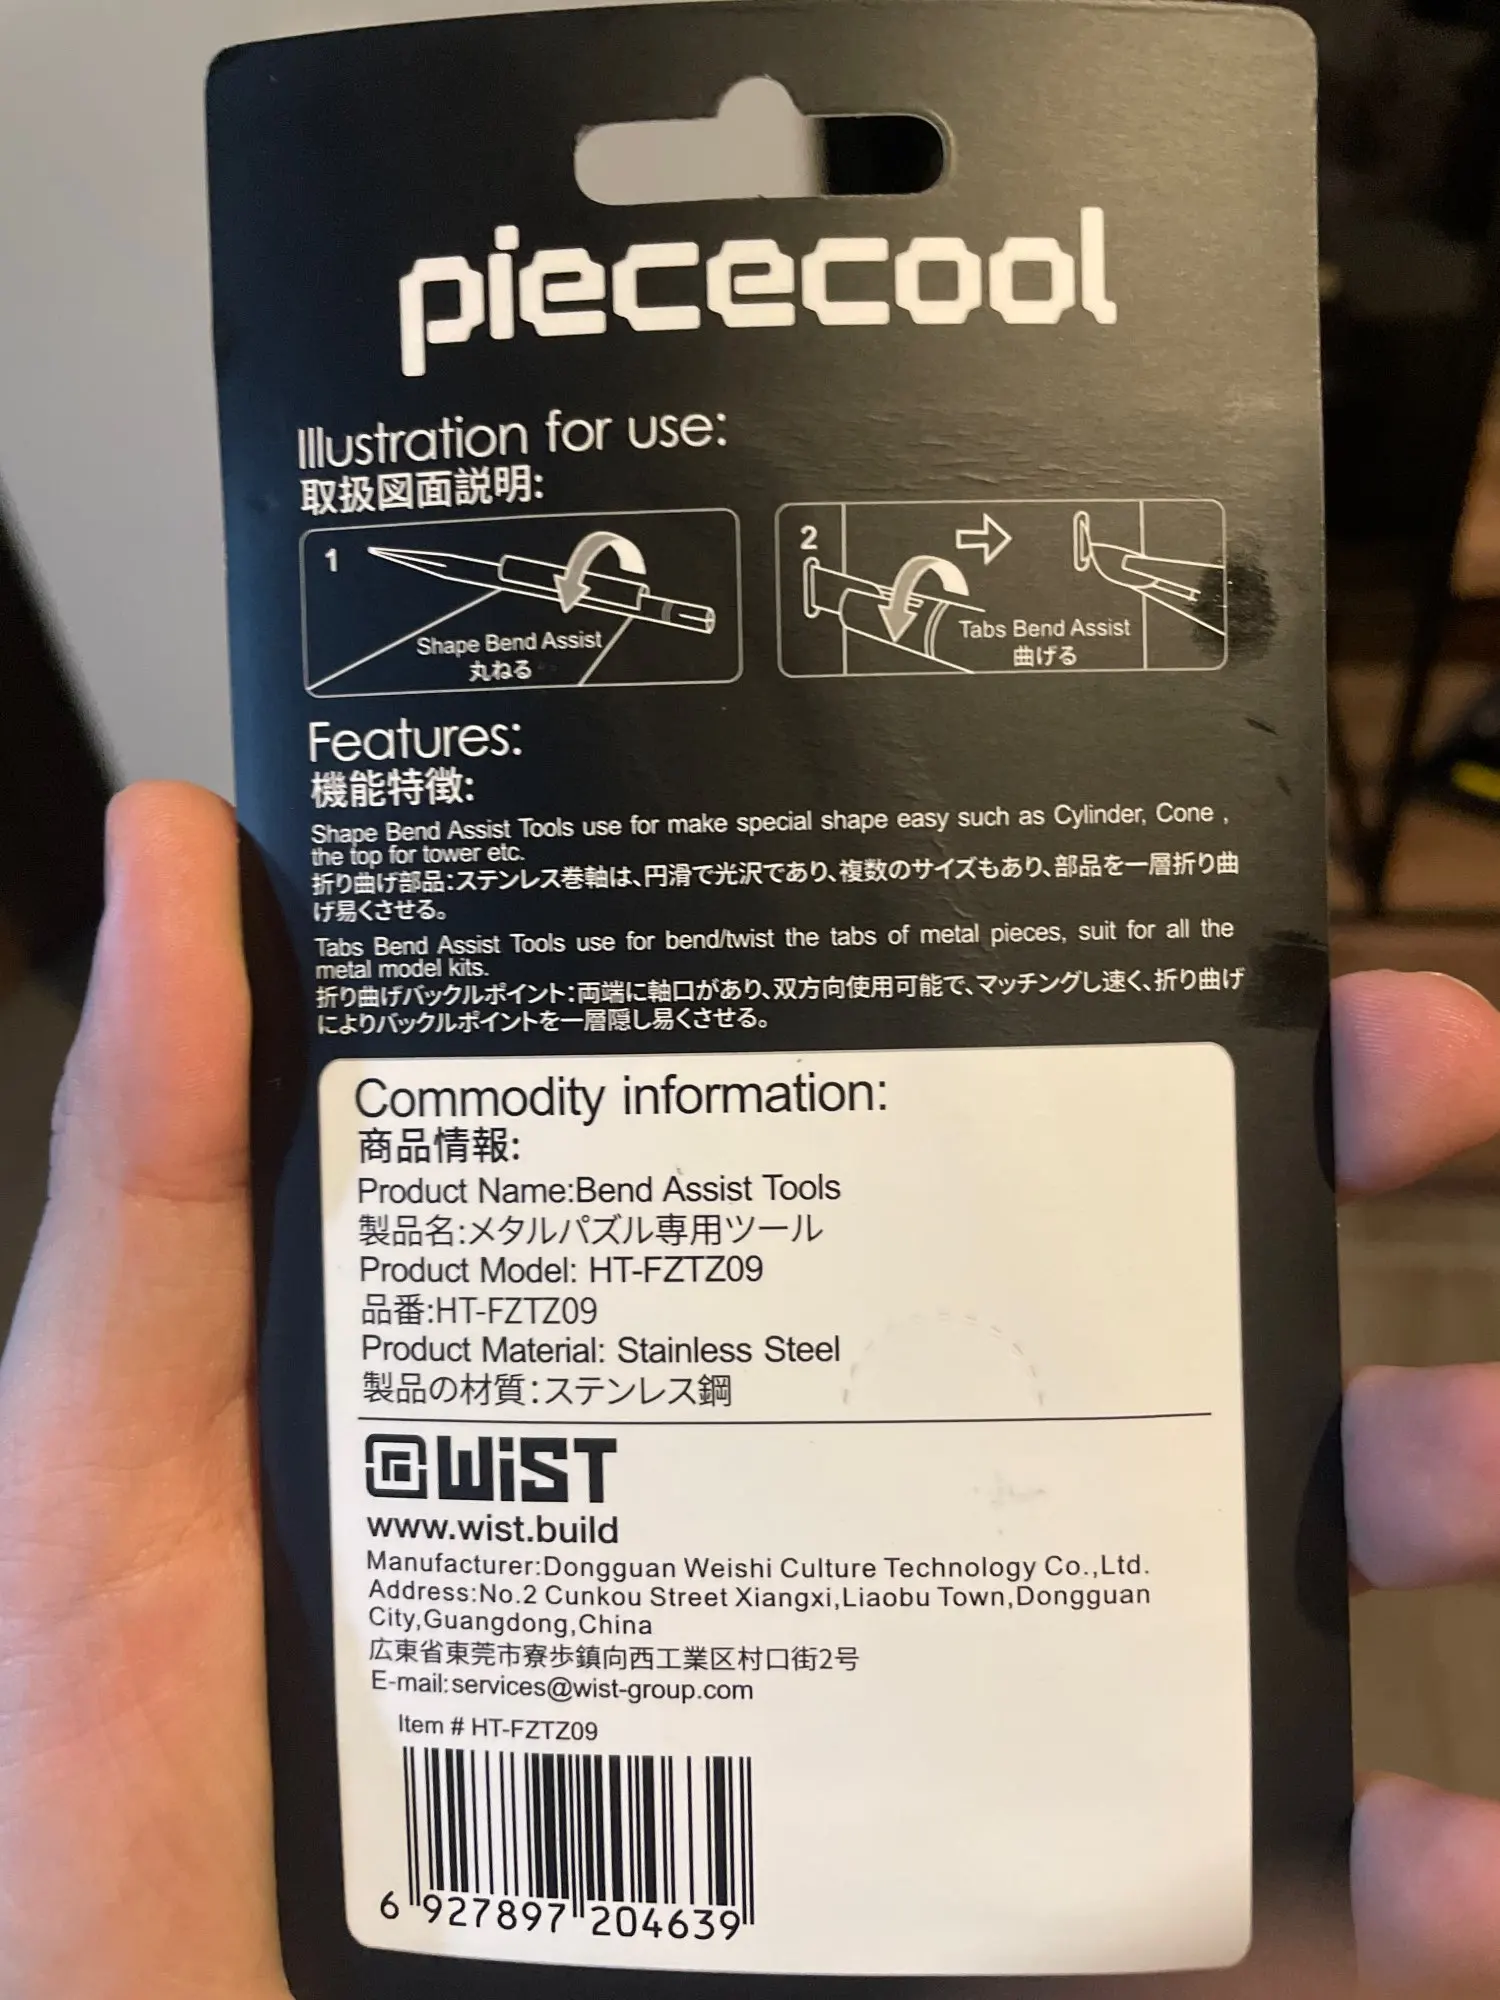 piececool
Illustration for use:
取扱図面説明:
1
Shape Bend Assist
丸ねる
2
Tabs Bend Assist
曲げる
Features:
機能特徴:
Shape Bend Assist Tools use for make special shape easy such as Cylinder, Cone ,
the top for tower etc.
折り曲げ部品：ステンレス巻軸は、円滑で光沢であり、複数のサイズもあり、部品を一層折り曲
げ易くさせる。
Tabs Bend Assist Tools use for bend/twist the tabs of metal pieces, suit for all the
metal model kits.
折り曲げバックルポイント：両端に軸口があり、双方向使用可能で、マッチングし速く、折り曲げ
によりバックルポイントを一層隠し易くさせる。
Commodity information:
商品情報:
Product Name:Bend Assist Tools
製品名:メタルパズル専用ツール
Product Model: HT-FZTZ09
品番:HT-FZTZ09
Product Material: Stainless Steel
製品の材質：ステンレス鋼
WiST
www.wist.build
Manufacturer:Dongguan Weishi Culture Technology Co.,Ltd.
Address:No.2 Cunkou Street Xiangxi,Liaobu Town,Dongguan
City,Guangdong,China
広東省東莞市寮歩鎮向西工業区村口街2号
E-mail:services@wist-group.com
Item # HT-FZTZ09
6 927897 204639